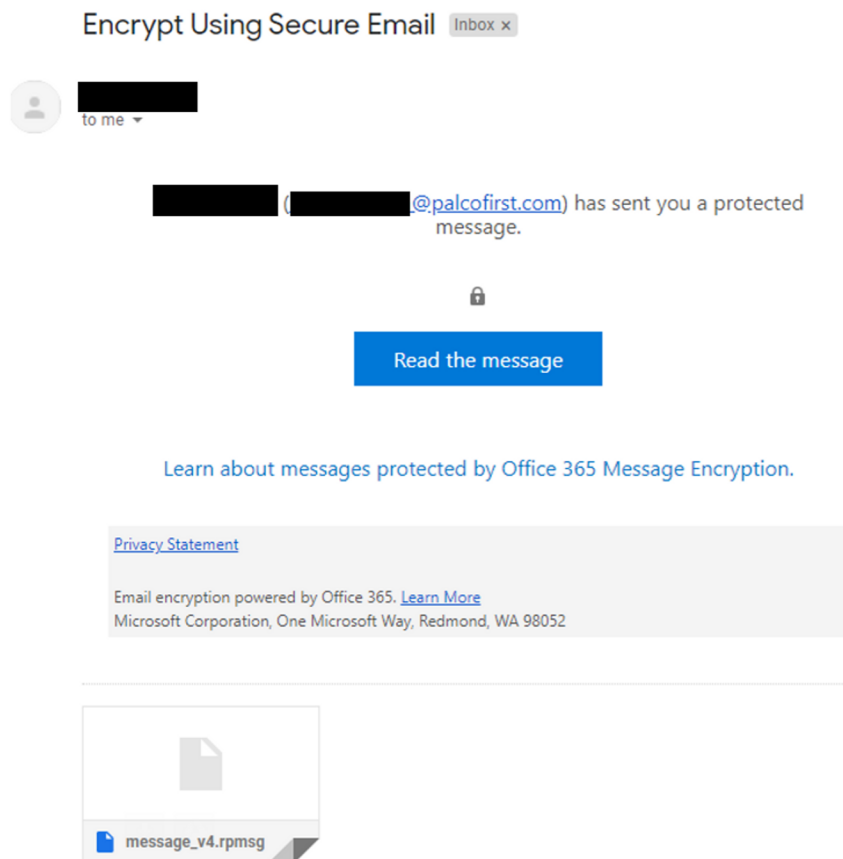 Encrypt Using Secure Email Inbox x
to me
( @palcofirst.com) has sent you a protected
message.
Read the message
Learn about messages protected by Office 365 Message Encryption.
Privacy Statement
Email encryption powered by Office 365. Learn More
Microsoft Corporation, One Microsoft Way, Redmond, WA 98052
message_v4.rpmsg